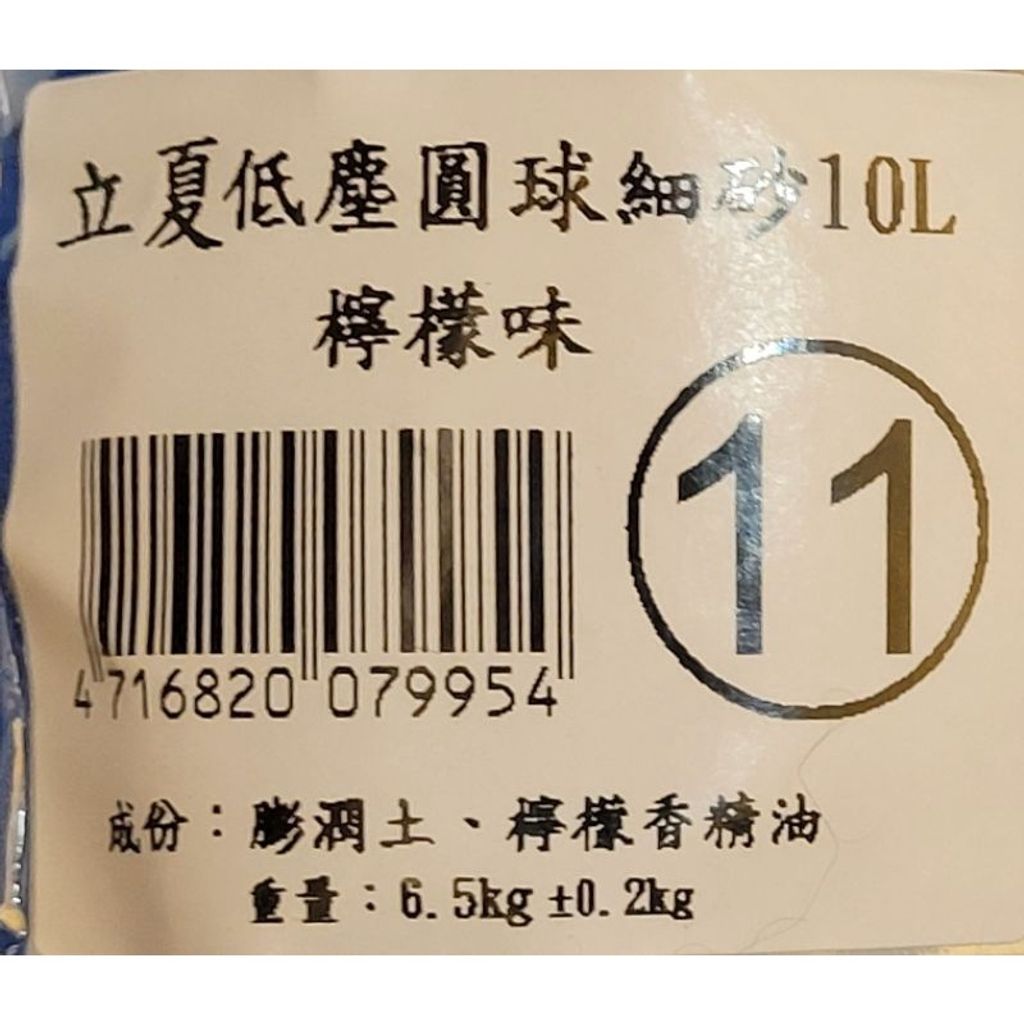 立夏低塵圓球細砂10L
檸檬味
11
4716820 079954
成份：膨潤土、檸檬香精油
重量：6.5kg ±0.2kg